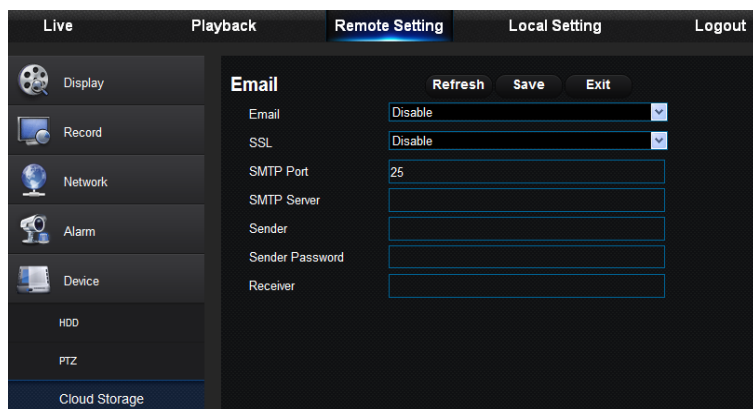 Live Playback Remote Setting Local Setting Logout
Display
Record
Network
Alarm
Device
HDD
PTZ
Cloud Storage
Email Refresh Save Exit
Email Disable
SSL Disable
SMTP Port 25
SMTP Server
Sender
Sender Password
Receiver